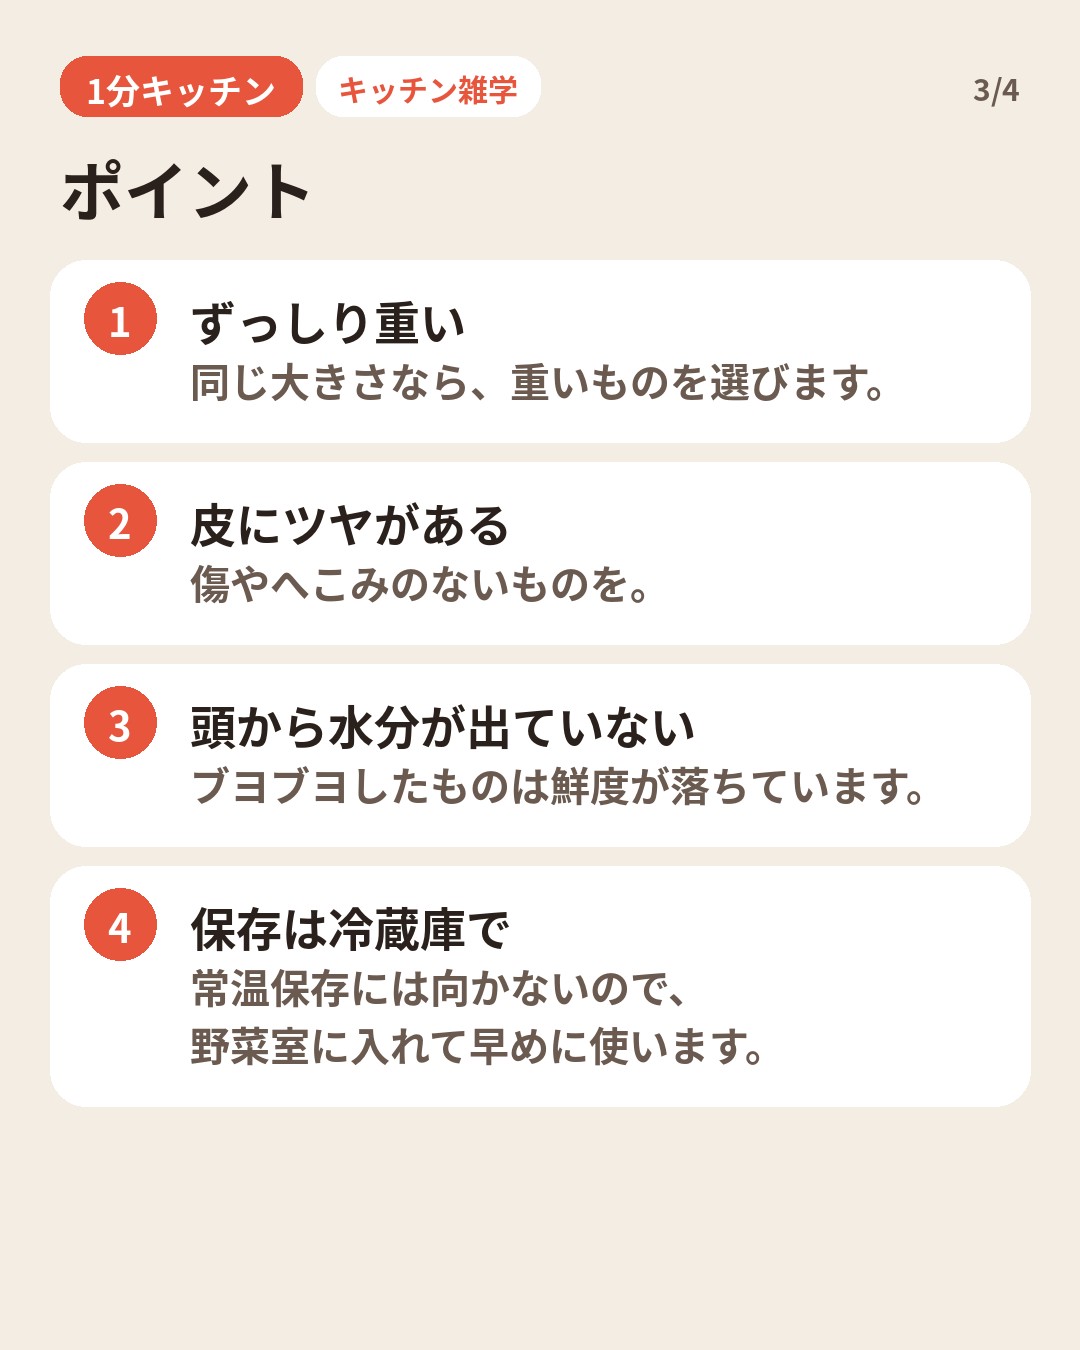 1分キッチン
キッチン雑学
3/4
ポイント
1
ずっしり重い
同じ大きさなら、重いものを選びます。
2
皮にツヤがある
傷やへこみのないものを。
3
頭から水分が出ていない
ブヨブヨしたものは鮮度が落ちています。
4
保存は冷蔵庫で
常温保存には向かないので、
野菜室に入れて早めに使います。